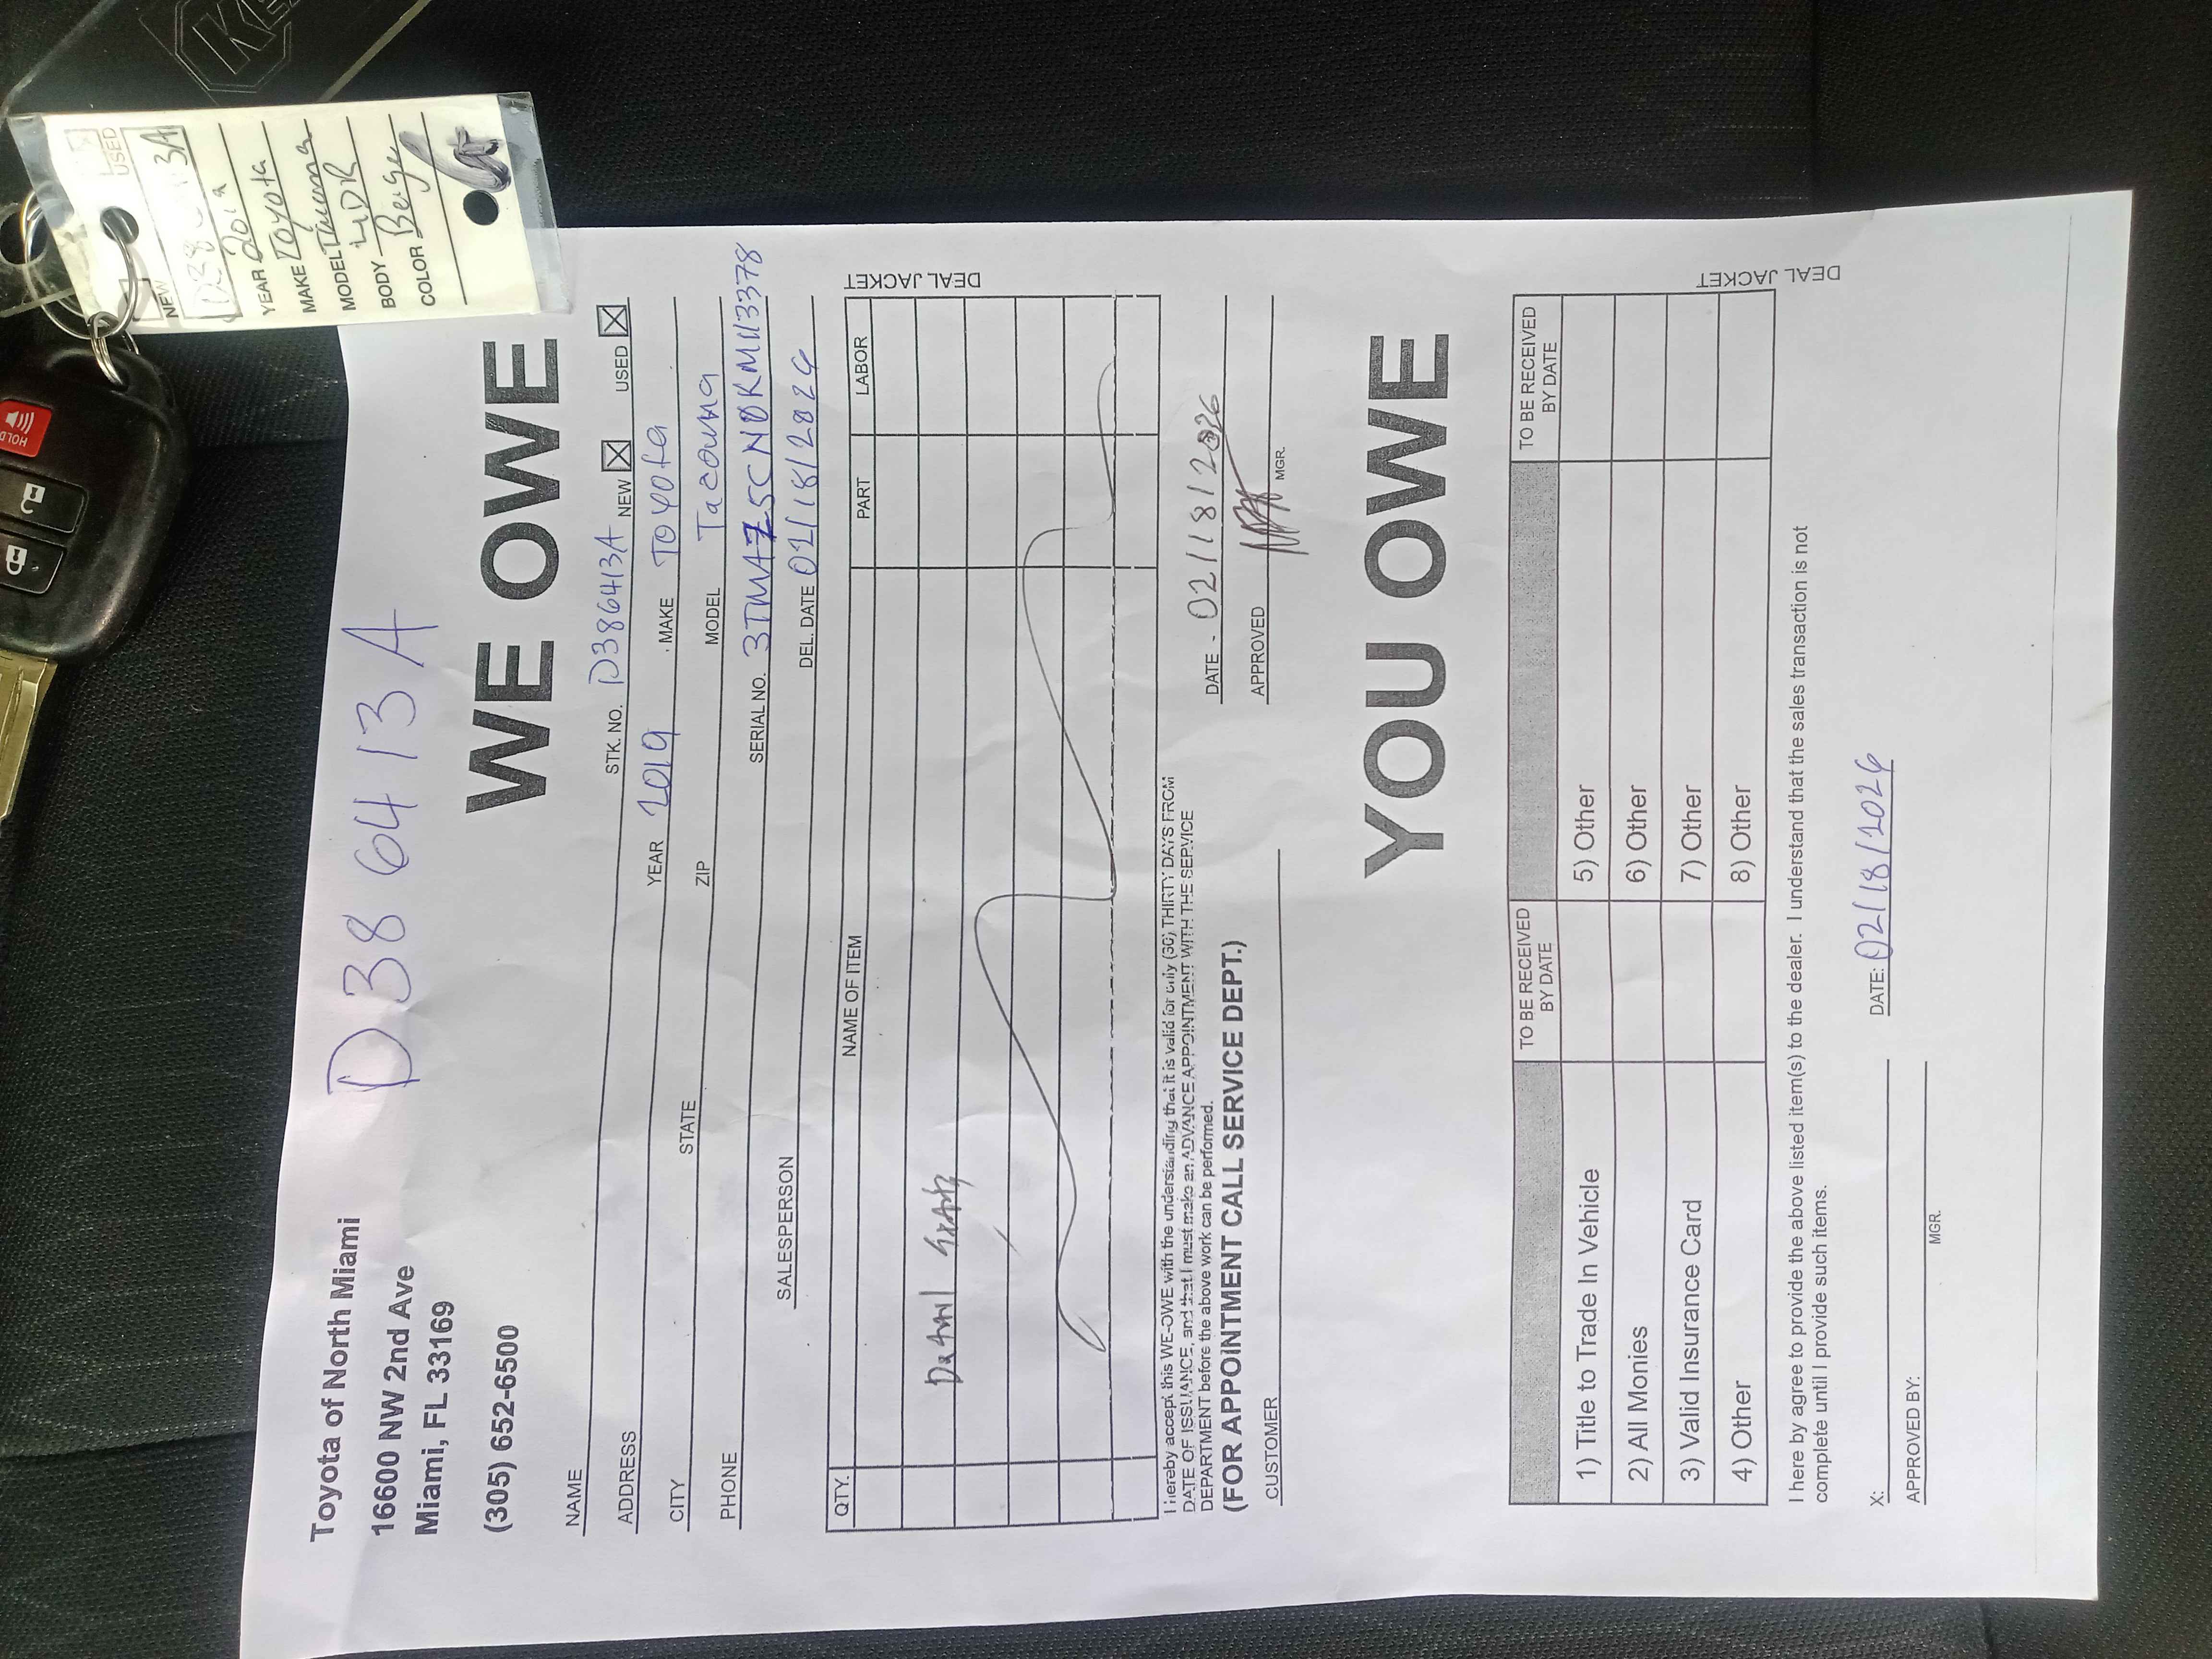 Toyota of North Miami
D386413A
16600 NW 2nd Ave
Miami, FL 33169
(305) 652-6500
WE OWE
NAME
STK. NO. D386413A NEW ☒ USED ☒
ADDRESS
YEAR 2019 MAKE TOYOTA
CITY STATE ZIP MODEL Tacoma
PHONE
SERIAL NO.
SALESPERSON
DEL. DATE 02/18/2026
QTY. NAME OF ITEM PART LABOR
DEAL JACKET
I hereby accept this WE-OWE with the understanding that it is valid for only (30) THIRTY DAYS FROM
DATE OF ISSUANCE, and that I must make an ADVANCE APPOINTMENT WITH THE SERVICE
DEPARTMENT before the above work can be performed.
(FOR APPOINTMENT CALL SERVICE DEPT.)
DATE 02/18/2026
CUSTOMER
APPROVED
MGR.
YOU OWE
TO BE RECEIVED BY DATE
TO BE RECEIVED BY DATE
1) Title to Trade In Vehicle 5) Other
2) All Monies 6) Other
3) Valid Insurance Card 7) Other
4) Other 8) Other
DEAL JACKET
I here by agree to provide the above listed item(s) to the dealer. I understand that the sales transaction is not
complete until I provide such items.
X: DATE: 02/18/2026
APPROVED BY:
MGR.
NEW USED
YEAR 2019
MAKE Toyota
MODEL Tacoma
BODY 4DR
COLOR Beige
HOLD